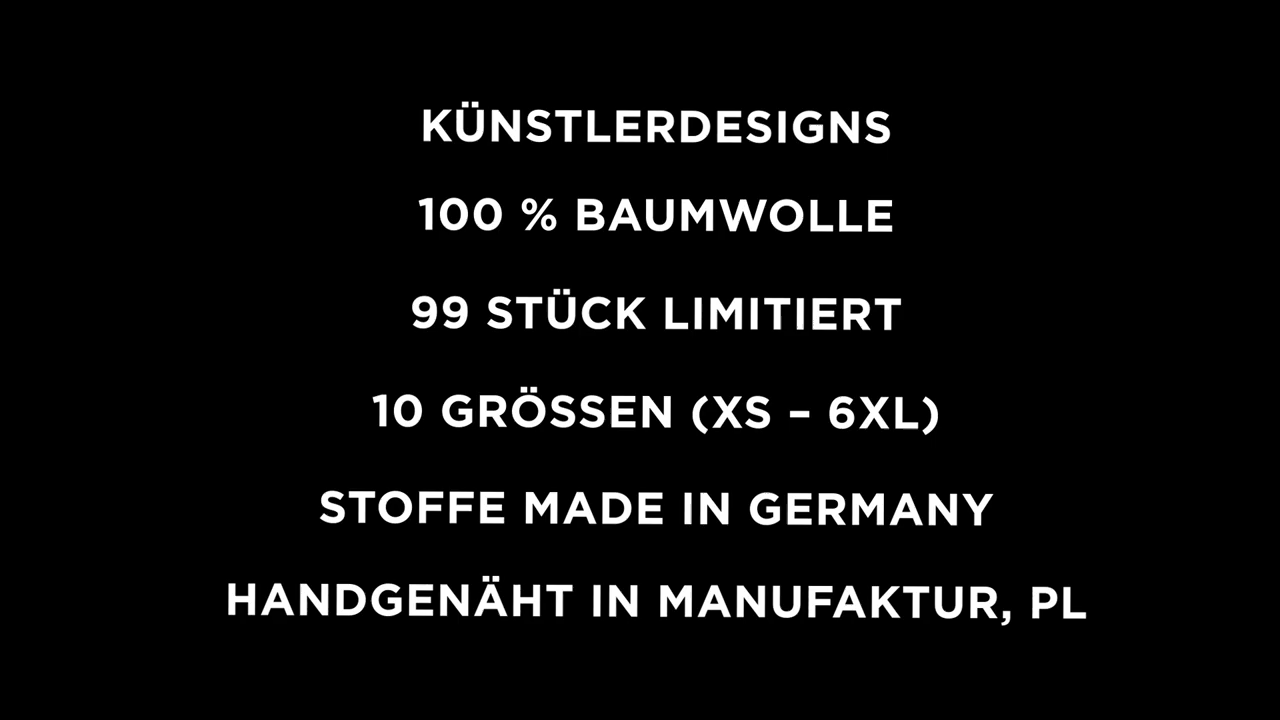 KÜNSTLERDESIGNS
100 % BAUMWOLLE
99 STÜCK LIMITIERT
10 GRÖSSEN (XS – 6XL)
STOFFE MADE IN GERMANY
HANDGENÄHT IN MANUFAKTUR, PL